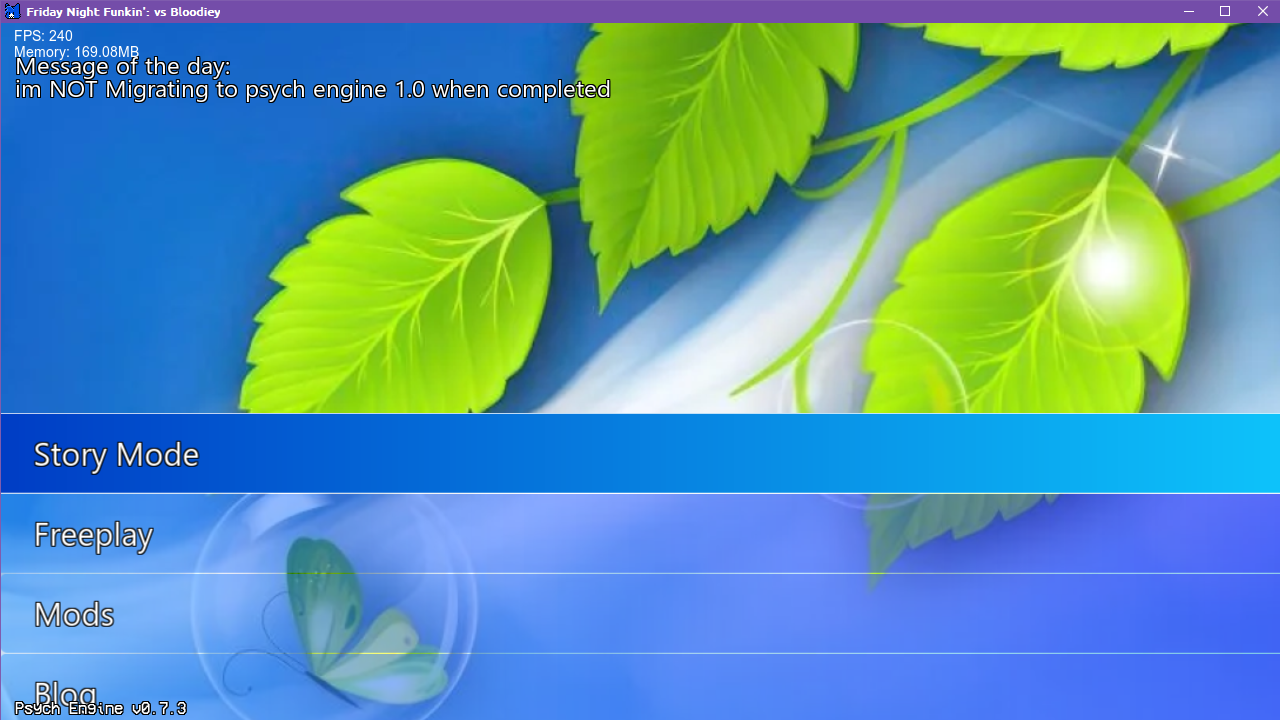 Friday Night Funkin': vs Bloodiey
FPS: 240
Memory: 169.08MB
Message of the day:
im NOT Migrating to psych engine 1.0 when completed
Story Mode
Freeplay
Mods
Blog
Psych Engine v0.7.3